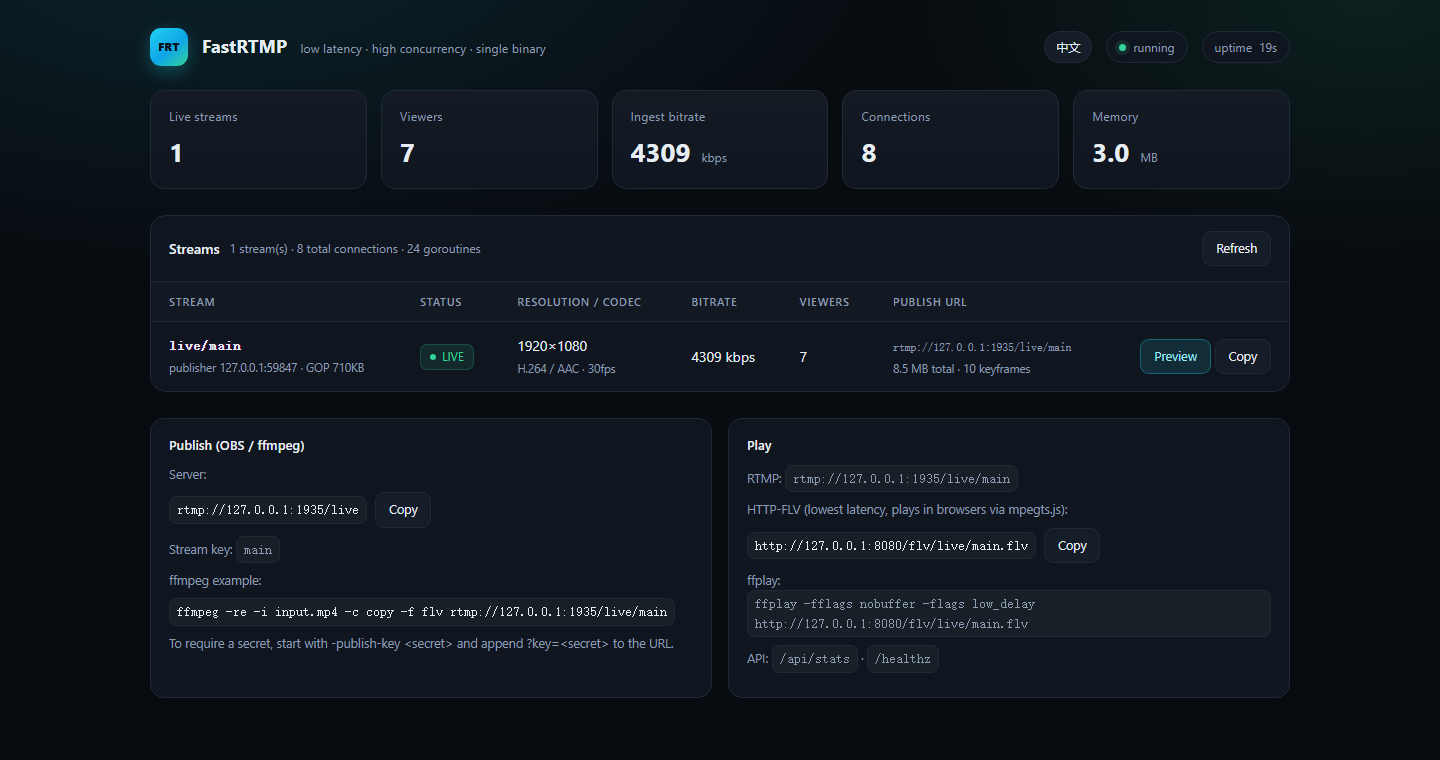 FRT FastRTMP low latency · high concurrency · single binary 中文 running uptime 19s
Live streams Viewers Ingest bitrate Connections Memory
1 7 4309 kbps 8 3.0 MB
Streams 1 stream(s) · 8 total connections · 24 goroutines Refresh
STREAM STATUS RESOLUTION / CODEC BITRATE VIEWERS PUBLISH URL
live/main
publisher 127.0.0.1:59847 · GOP 710KB
LIVE
1920×1080
H.264 / AAC · 30fps
4309 kbps
7
rtmp://127.0.0.1:1935/live/main
8.5 MB total · 10 keyframes
Preview Copy
Publish (OBS / ffmpeg)
Server:
rtmp://127.0.0.1:1935/live Copy
Stream key: main
ffmpeg example:
ffmpeg -re -i input.mp4 -c copy -f flv rtmp://127.0.0.1:1935/live/main
To require a secret, start with -publish-key <secret> and append ?key=<secret> to the URL.
Play
RTMP: rtmp://127.0.0.1:1935/live/main
HTTP-FLV (lowest latency, plays in browsers via mpegts.js):
http://127.0.0.1:8080/flv/live/main.flv Copy
ffplay:
ffplay -fflags nobuffer -flags low_delay
http://127.0.0.1:8080/flv/live/main.flv
API: /api/stats · /healthz